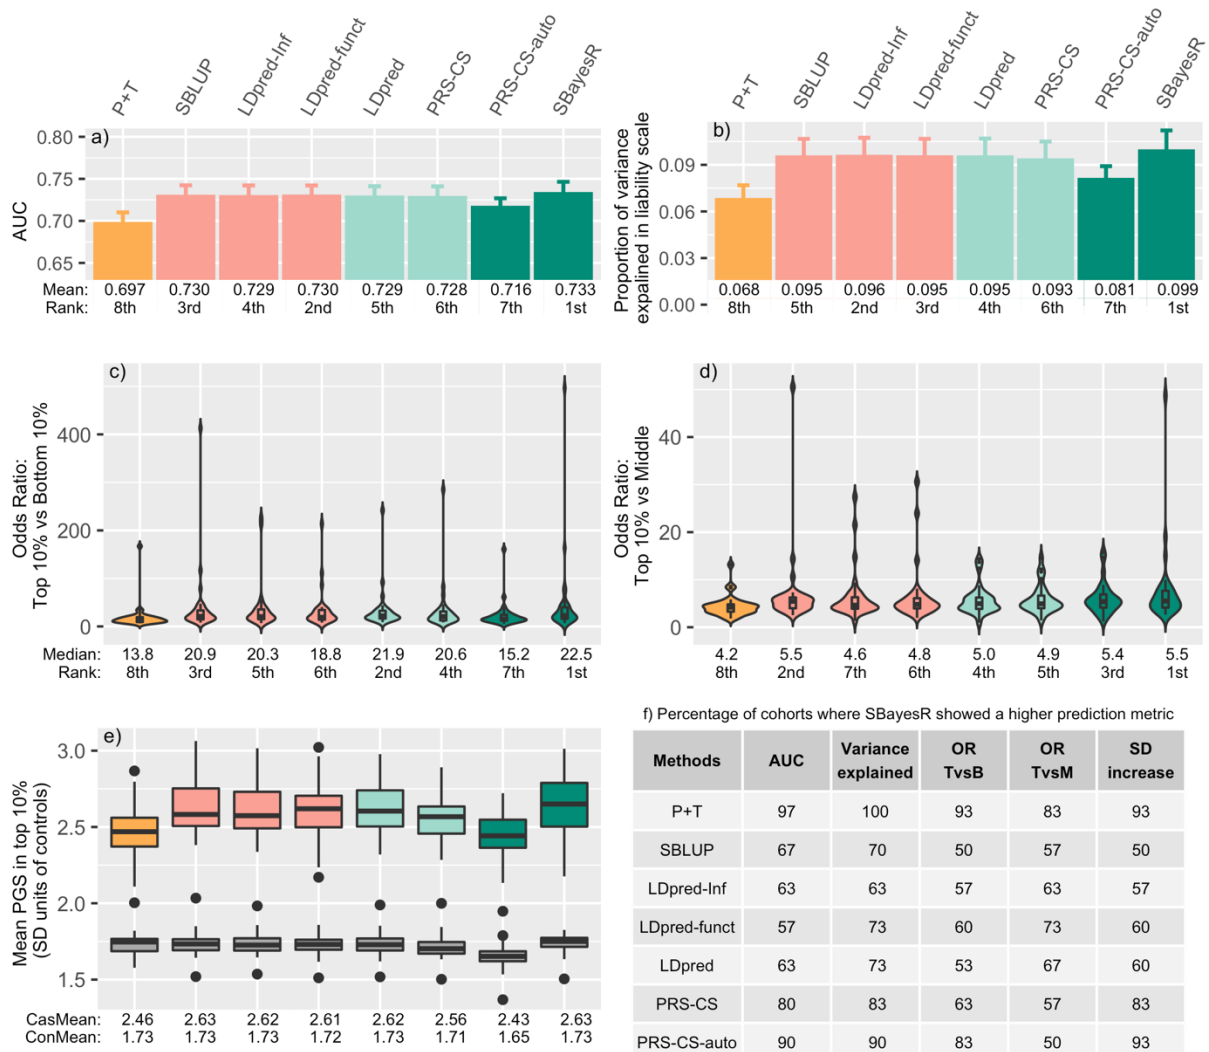 P+T SBLUP LDpred-Inf LDpred-funct LDpred PRS-CS PRS-CS-auto SBayesR
a)
AUC
0.80
0.75
0.70
0.65
Mean: 0.697 0.730 0.729 0.730 0.729 0.728 0.716 0.733
Rank: 8th 3rd 4th 2nd 5th 6th 7th 1st
P+T SBLUP LDpred-Inf LDpred-funct LDpred PRS-CS PRS-CS-auto SBayesR
b)
Proportion of variance
expalined in liability scale
0.09
0.06
0.03
0.00
0.068 0.095 0.096 0.095 0.095 0.093 0.081 0.099
8th 5th 2nd 3rd 4th 6th 7th 1st
c)
Odds Ratio:
Top 10% vs Bottom 10%
400
200
0
Median: 13.8 20.9 20.3 18.8 21.9 20.6 15.2 22.5
Rank: 8th 3rd 5th 6th 2nd 4th 7th 1st
d)
Odds Ratio:
Top 10% vs Middle
40
20
0
4.2 5.5 4.6 4.8 5.0 4.9 5.4 5.5
8th 2nd 7th 6th 4th 5th 3rd 1st
e)
Mean PGS in top 10%
(SD units of controls)
3.0
2.5
2.0
1.5
CasMean: 2.46 2.63 2.62 2.61 2.62 2.56 2.43 2.63
ConMean: 1.73 1.73 1.73 1.72 1.73 1.71 1.65 1.73
f) Percentage of cohorts where SBayesR showed a higher prediction metric
Methods AUC Variance explained OR TvsB OR TvsM SD increase
P+T 97 100 93 83 93
SBLUP 67 70 50 57 50
LDpred-Inf 63 63 57 63 57
LDpred-funct 57 73 60 73 60
LDpred 63 73 53 67 60
PRS-CS 80 83 63 57 83
PRS-CS-auto 90 90 83 50 93